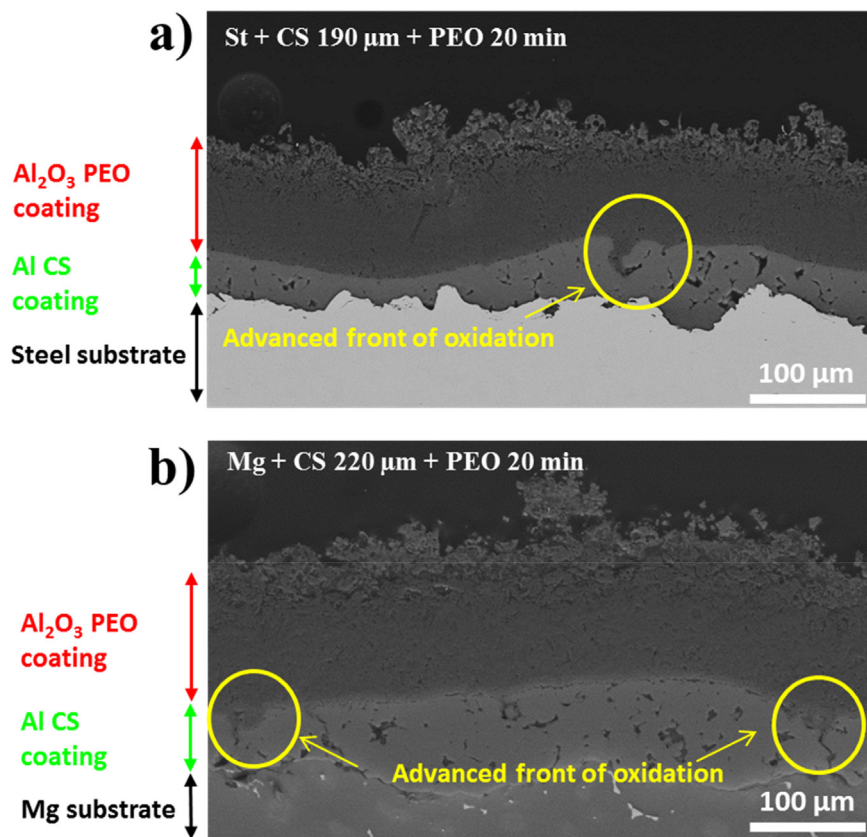 a)
St + CS 190 µm + PEO 20 min
Al₂O₃ PEO
coating
Al CS
coating
Steel substrate
Advanced front of oxidation
100 µm
b)
Mg + CS 220 µm + PEO 20 min
Al₂O₃ PEO
coating
Al CS
coating
Mg substrate
Advanced front of oxidation
100 µm